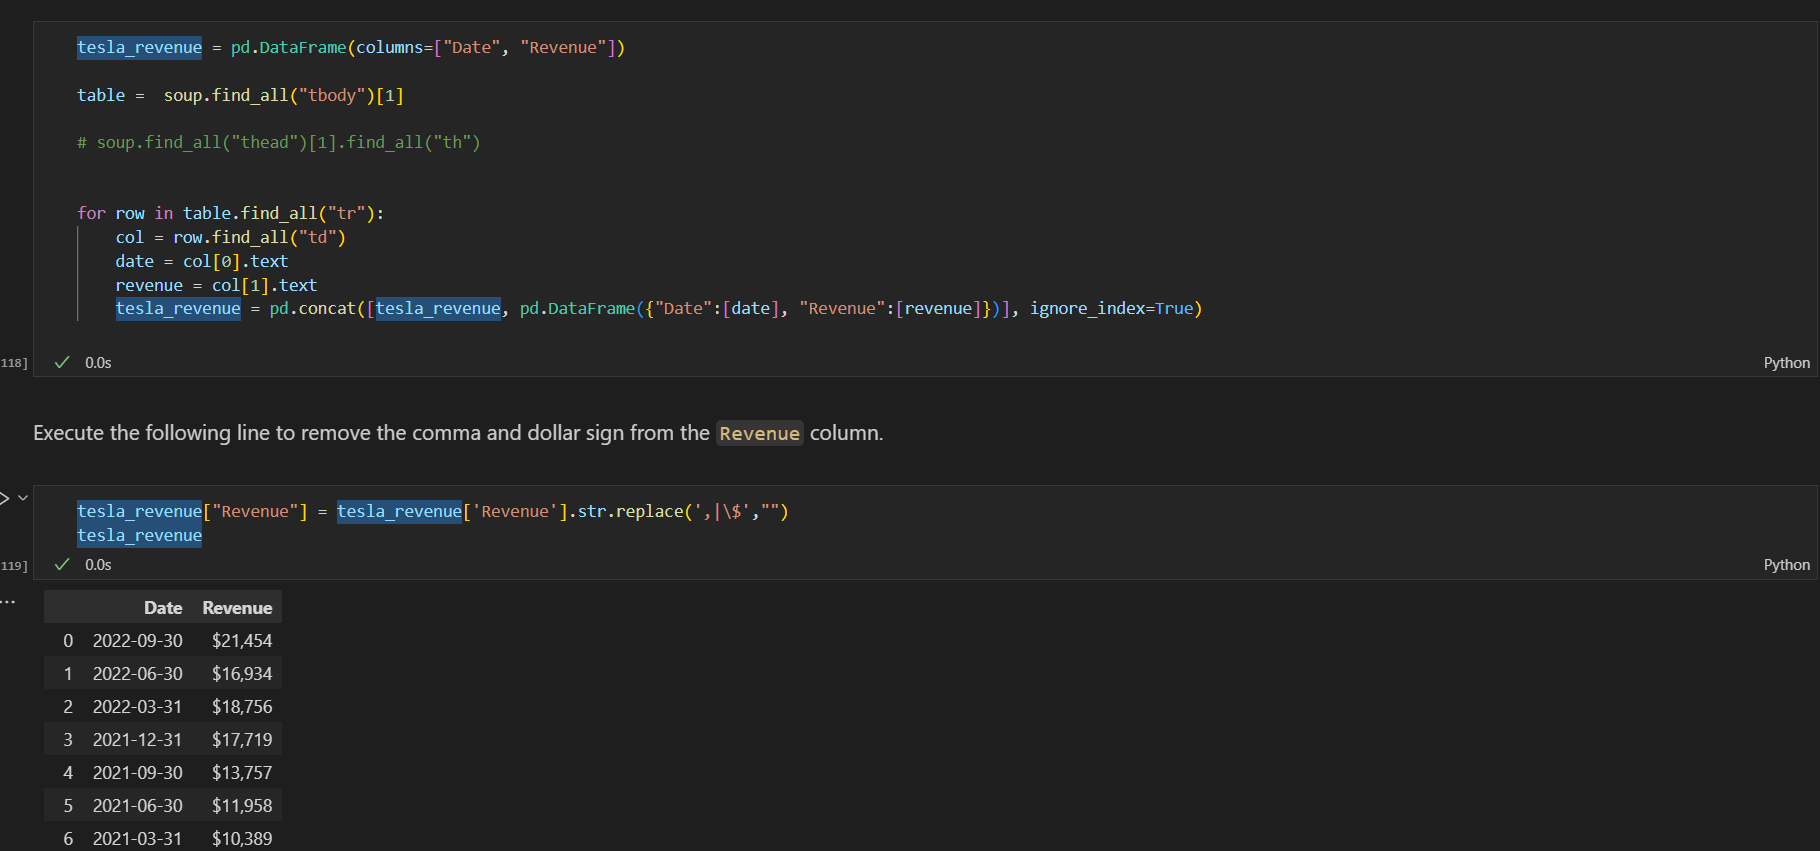 tesla_revenue = pd.DataFrame(columns=["Date", "Revenue"])
table =  soup.find_all("tbody")[1]
# soup.find_all("thead")[1].find_all("th")
for row in table.find_all("tr"):
    col = row.find_all("td")
    date = col[0].text
    revenue = col[1].text
    tesla_revenue = pd.concat([tesla_revenue, pd.DataFrame({"Date":[date], "Revenue":[revenue]})], ignore_index=True)
118] 0.0s Python
Execute the following line to remove the comma and dollar sign from the Revenue column.
tesla_revenue["Revenue"] = tesla_revenue['Revenue'].str.replace(',|\$',"")
tesla_revenue
119] 0.0s Python
Date Revenue
0 2022-09-30 $21,454
1 2022-06-30 $16,934
2 2022-03-31 $18,756
3 2021-12-31 $17,719
4 2021-09-30 $13,757
5 2021-06-30 $11,958
6 2021-03-31 $10,389